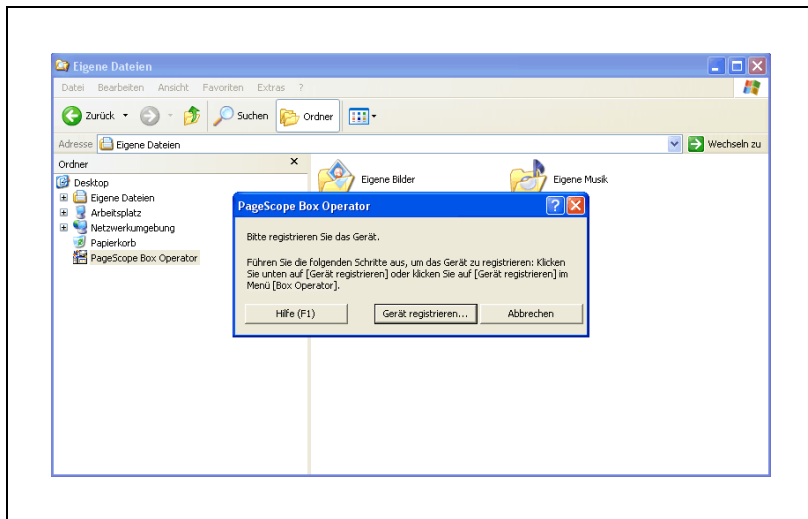 Eigene Dateien
Datei Bearbeiten Ansicht Favoriten Extras ?
Zurück Suchen Ordner
Adresse Eigene Dateien Wechseln zu
Ordner
Desktop
Eigene Dateien
Arbeitsplatz
Netzwerkumgebung
Papierkorb
PageScope Box Operator
Eigene Bilder
Eigene Musik
PageScope Box Operator
Bitte registrieren Sie das Gerät.
Führen Sie die folgenden Schritte aus, um das Gerät zu registrieren: Klicken
Sie unten auf [Gerät registrieren] oder klicken Sie auf [Gerät registrieren] im
Menü [Box Operator].
Hilfe (F1) Gerät registrieren... Abbrechen